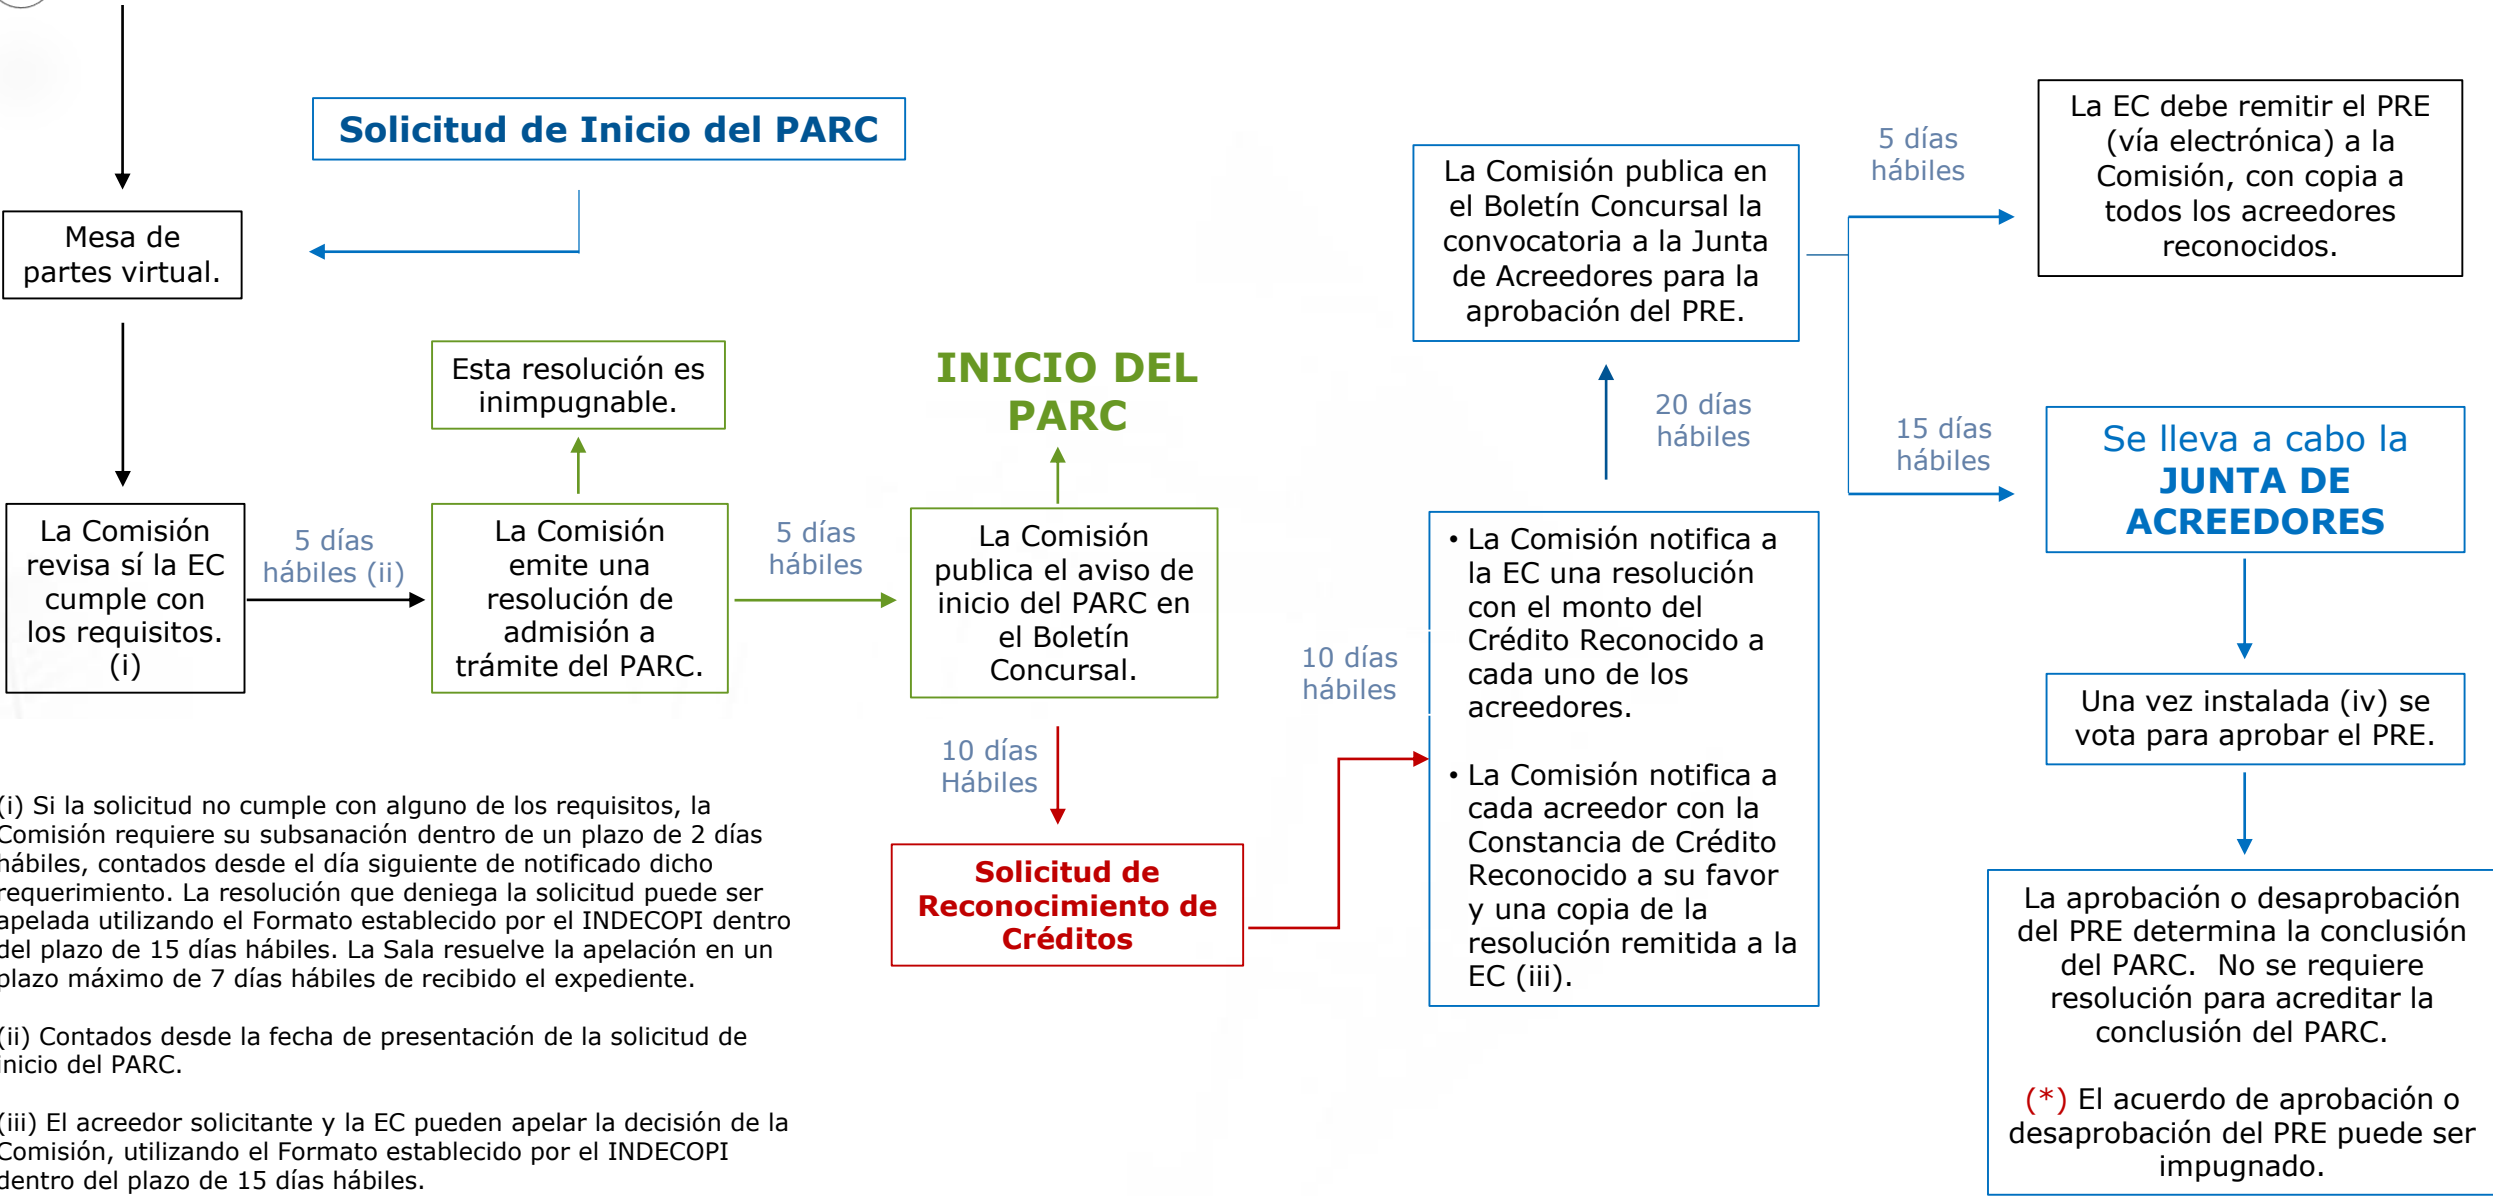 Solicitud de Inicio del PARC
Mesa de
partes virtual.
La Comisión
revisa sí la EC
cumple con
los requisitos.
(i)
5 días
hábiles (ii)
Esta resolución es
inimpugnable.
La Comisión
emite una
resolución de
admisión a
trámite del PARC.
5 días
hábiles
INICIO DEL
PARC
La Comisión
publica el aviso de
inicio del PARC en
el Boletín
Concursal.
10 días
Hábiles
Solicitud de
Reconocimiento de
Créditos
10 días
hábiles
• La Comisión notifica a
la EC una resolución
con el monto del
Crédito Reconocido a
cada uno de los
acreedores.
• La Comisión notifica a
cada acreedor con la
Constancia de Crédito
Reconocido a su favor
y una copia de la
resolución remitida a la
EC (iii).
20 días
hábiles
La Comisión publica en
el Boletín Concursal la
convocatoria a la Junta
de Acreedores para la
aprobación del PRE.
5 días
hábiles
La EC debe remitir el PRE
(vía electrónica) a la
Comisión, con copia a
todos los acreedores
reconocidos.
15 días
hábiles
Se lleva a cabo la
JUNTA DE
ACREEDORES
Una vez instalada (iv) se
vota para aprobar el PRE.
La aprobación o desaprobación
del PRE determina la conclusión
del PARC. No se requiere
resolución para acreditar la
conclusión del PARC.
(*) El acuerdo de aprobación o
desaprobación del PRE puede ser
impugnado.
(i) Si la solicitud no cumple con alguno de los requisitos, la
Comisión requiere su subsanación dentro de un plazo de 2 días
hábiles, contados desde el día siguiente de notificado dicho
requerimiento. La resolución que deniega la solicitud puede ser
apelada utilizando el Formato establecido por el INDECOPI dentro
del plazo de 15 días hábiles. La Sala resuelve la apelación en un
plazo máximo de 7 días hábiles de recibido el expediente.
(ii) Contados desde la fecha de presentación de la solicitud de
inicio del PARC.
(iii) El acreedor solicitante y la EC pueden apelar la decisión de la
Comisión, utilizando el Formato establecido por el INDECOPI
dentro del plazo de 15 días hábiles.